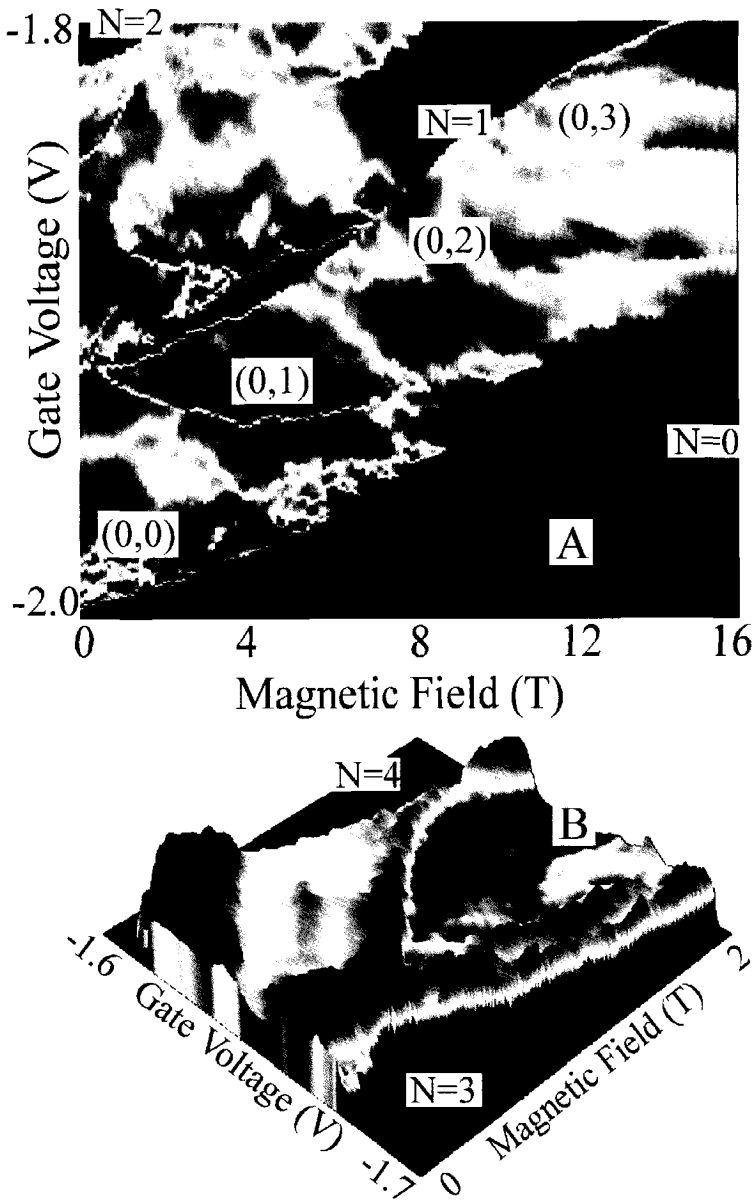 -1.8
N=2
N=1
(0,3)
(0,2)
Gate Voltage (V)
(0,1)
N=0
(0,0)
A
-2.0
0 4 8 12 16
Magnetic Field (T)
N=4
B
-1.6
Gate Voltage (V)
2
Magnetic Field (T)
N=3
-1.7
0